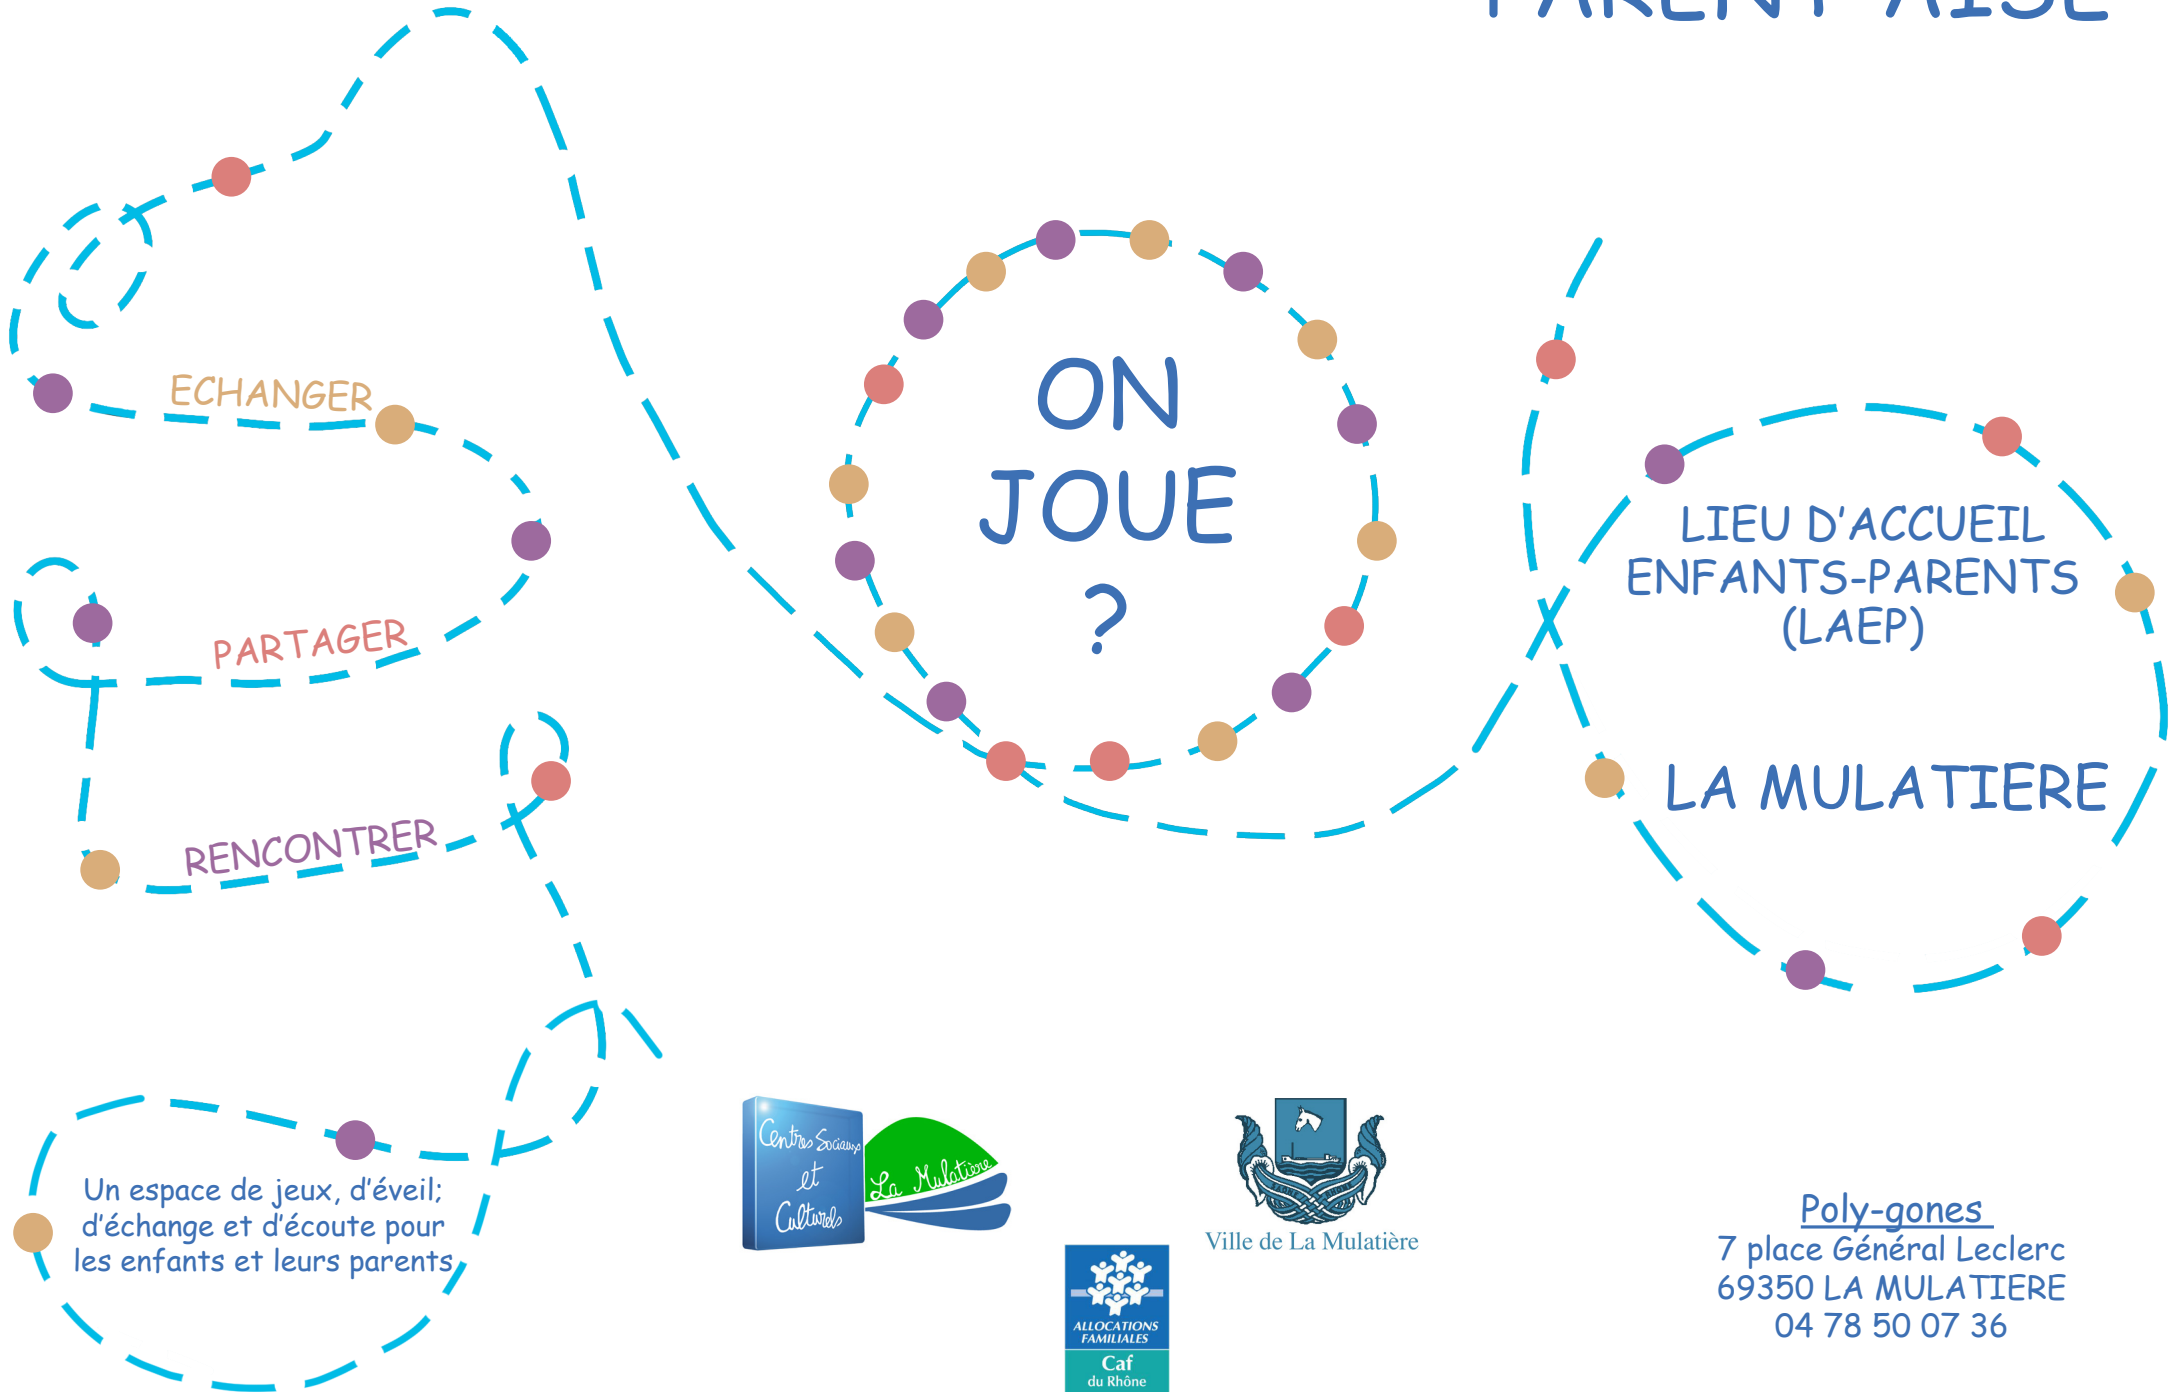 PARENT'AISE
ECHANGER
PARTAGER
RENCONTRER
Un espace de jeux, d'éveil;
d'échange et d'écoute pour
les enfants et leurs parents
ON
JOUE
?
Centres Sociaux
et
Culturels
La Mulatière
Ville de La Mulatière
ALLOCATIONS
FAMILIALES
Caf
du Rhône
LIEU D'ACCUEIL
ENFANTS-PARENTS
(LAEP)
LA MULATIERE
Poly-gones
7 place Général Leclerc
69350 LA MULATIERE
04 78 50 07 36